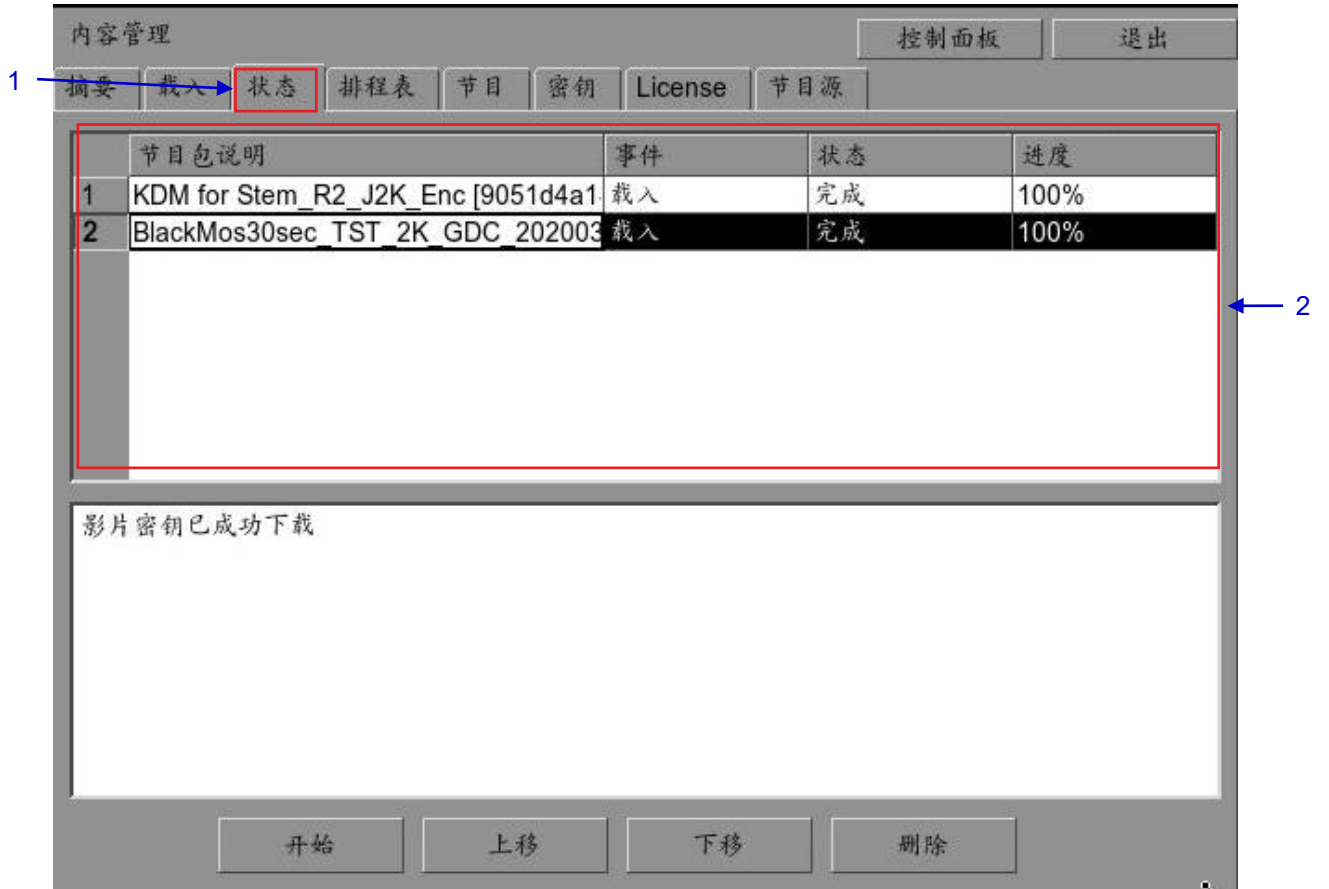 内容管理 控制面板 退出
1 摘要 载入 状态 排程表 节目 密钥 License 节目源
节目包说明 事件 状态 进度
1 KDM for Stem_R2_J2K_Enc [9051d4a1- 载入 完成 100%
2 BlackMos30sec_TST_2K_GDC_202003 载入 完成 100%
2
影片密钥已成功下载
开始 上移 下移 删除